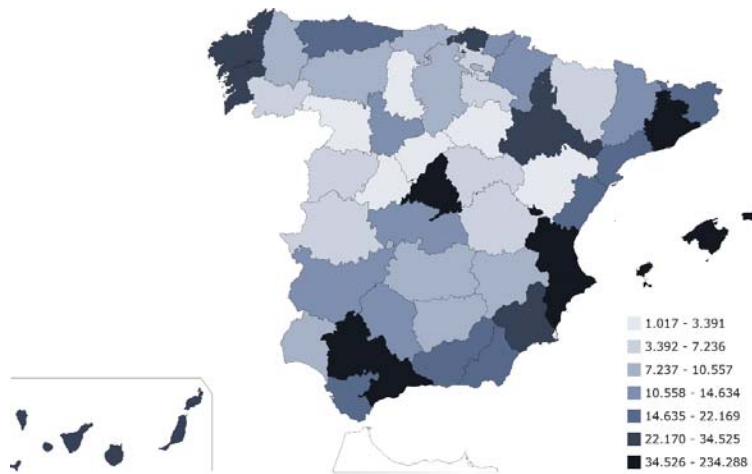 1.017 - 3.391
3.392 - 7.236
7.237 - 10.557
10.558 - 14.634
14.635 - 22.169
22.170 - 34.525
34.526 - 234.288